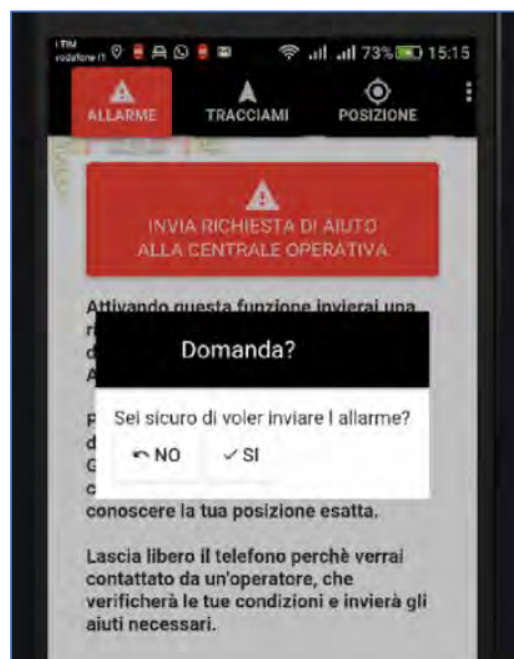 I TIM
vodafone IT
73%
15:15
ALLARME
TRACCIAMI
POSIZIONE
INVIA RICHIESTA DI AIUTO
ALLA CENTRALE OPERATIVA
Attivando questa funzione invierai una
Domanda?
Sei sicuro di voler inviare l allarme?
NO
SI
conoscere la tua posizione esatta.
Lascia libero il telefono perchè verrai
contattato da un'operatore, che
verificherà le tue condizioni e invierà gli
aiuti necessari.